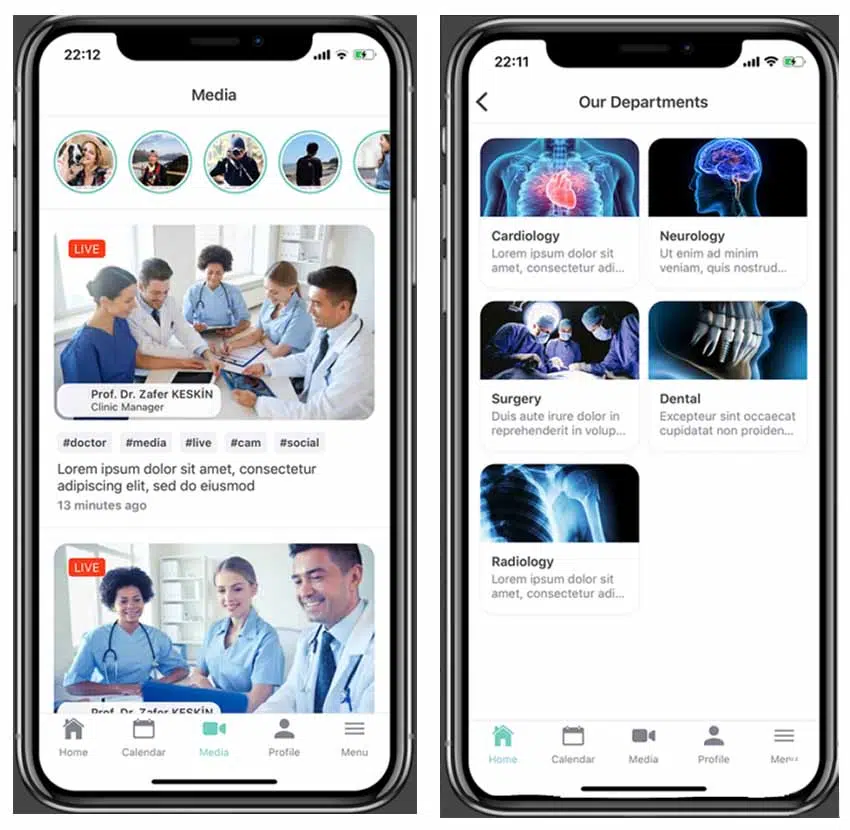 22:12
Media
LIVE
Prof. Dr. Zafer KESKİN
Clinic Manager
#doctor #media #live #cam #social
Lorem ipsum dolor sit amet, consectetur
adipiscing elit, sed do eiusmod
13 minutes ago
LIVE
Prof. Dr. Zafer KESKİN
Home Calendar Media Profile Menu
22:11
Our Departments
Cardiology
Lorem ipsum dolor sit
amet, consectetur adi...
Neurology
Ut enim ad minim
veniam, quis nostrud...
Surgery
Duis aute irure dolor in
reprehenderit in volup...
Dental
Excepteur sint occaecat
cupidatat non proiden...
Radiology
Lorem ipsum dolor sit
amet, consectetur adi...
Home Calendar Media Profile